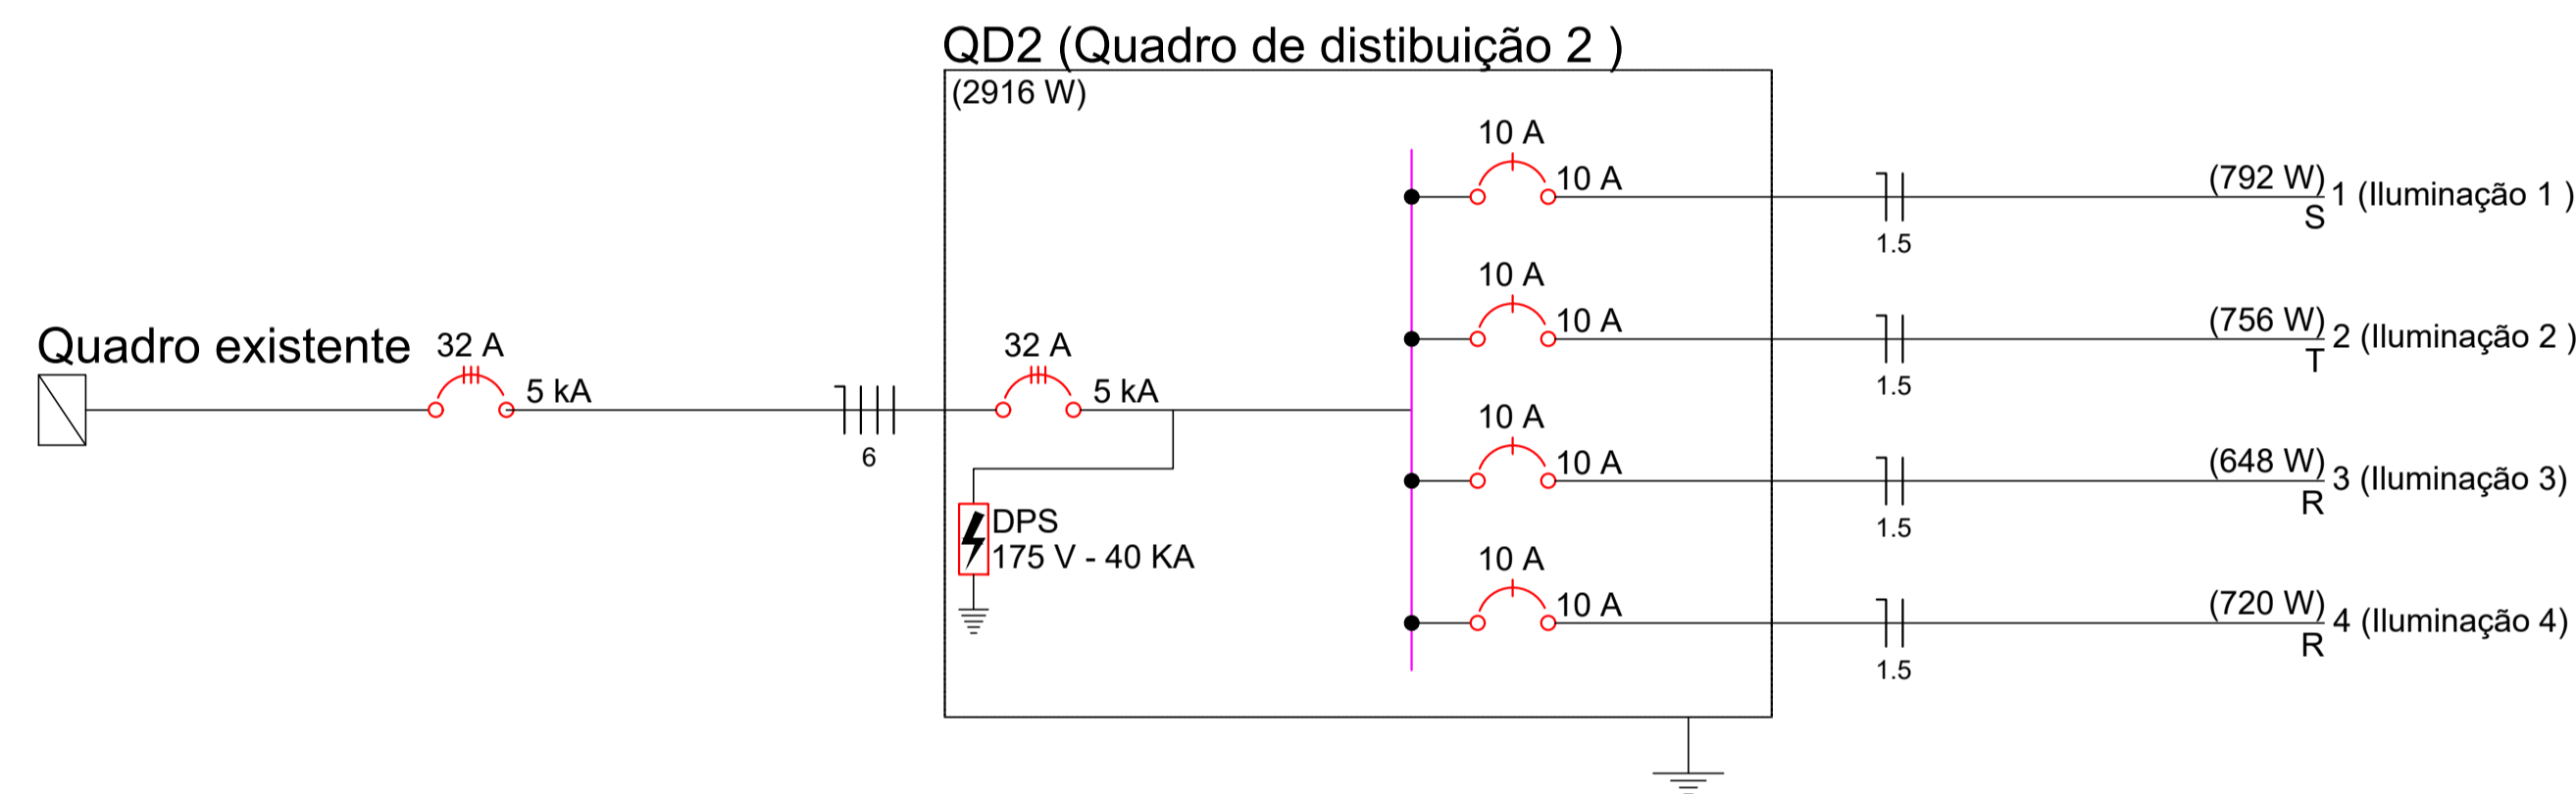 QD2 (Quadro de distibuição 2 )
(2916 W)
Quadro existente
32 A
5 kA
6
32 A
5 kA
DPS
175 V - 40 KA
10 A
10 A
1.5
(792 W)
S
1 (Iluminação 1 )
10 A
10 A
1.5
(756 W)
T
2 (Iluminação 2 )
10 A
10 A
1.5
(648 W)
R
3 (Iluminação 3)
10 A
10 A
1.5
(720 W)
R
4 (Iluminação 4)